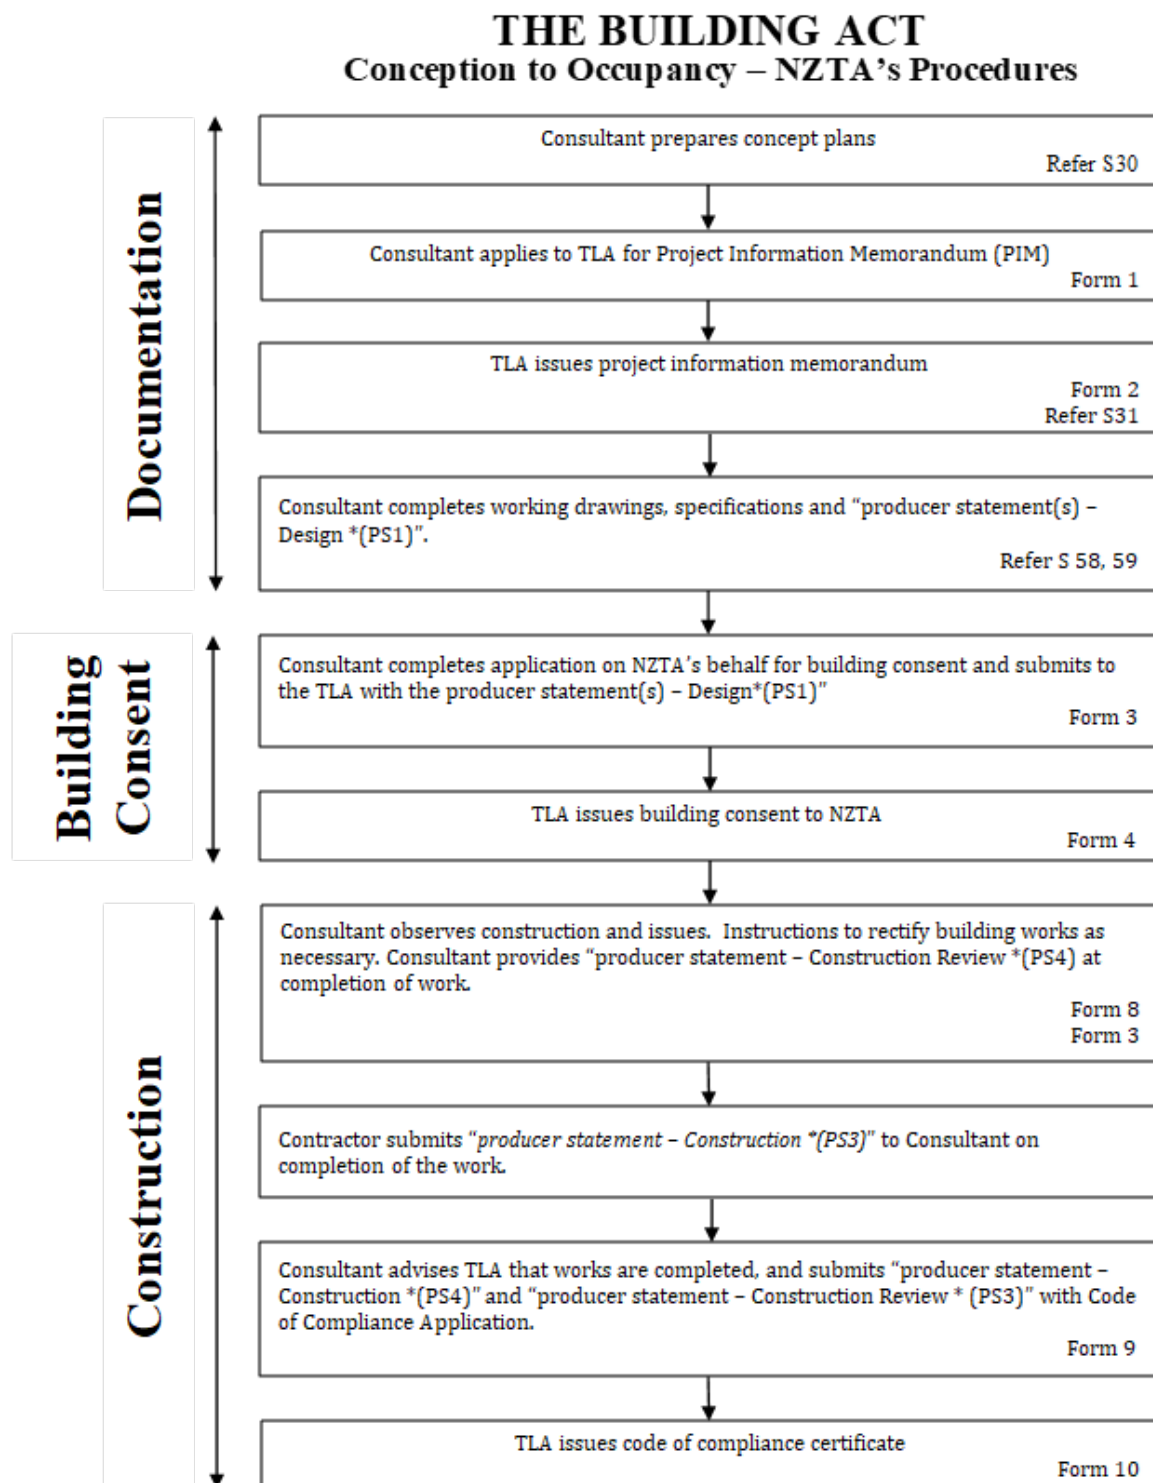 THE BUILDING ACT
Conception to Occupancy – NZTA's Procedures
Documentation
Consultant prepares concept plans
Refer S30
Consultant applies to TLA for Project Information Memorandum (PIM)
Form 1
TLA issues project information memorandum
Form 2
Refer S31
Consultant completes working drawings, specifications and “producer statement(s) –
Design *(PS1)”.
Refer S 58, 59
Building
Consent
Consultant completes application on NZTA's behalf for building consent and submits to
the TLA with the producer statement(s) – Design*(PS1)”
Form 3
TLA issues building consent to NZTA
Form 4
Construction
Consultant observes construction and issues.  Instructions to rectify building works as
necessary. Consultant provides “producer statement – Construction Review *(PS4) at
completion of work.
Form 8
Form 3
Contractor submits “producer statement – Construction *(PS3)” to Consultant on
completion of the work.
Consultant advises TLA that works are completed, and submits “producer statement –
Construction *(PS4)” and “producer statement – Construction Review * (PS3)” with Code
of Compliance Application.
Form 9
TLA issues code of compliance certificate
Form 10